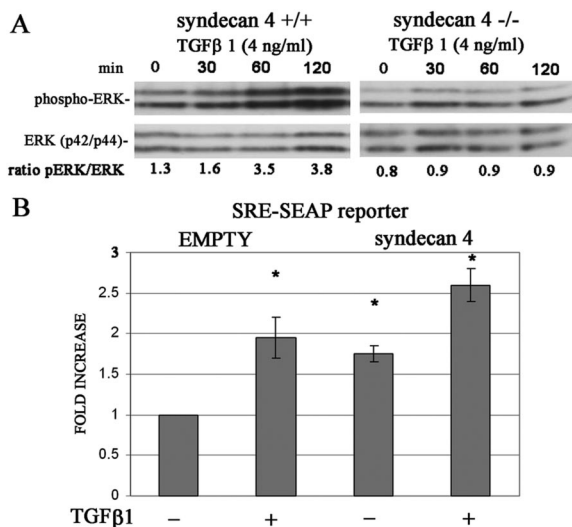 A
syndecan 4 +/+ syndecan 4 -/-
TGFβ 1 (4 ng/ml) TGFβ 1 (4 ng/ml)
min 0 30 60 120 0 30 60 120
phospho-ERK-
ERK (p42/p44)-
ratio pERK/ERK 1.3 1.6 3.5 3.8 0.8 0.9 0.9 0.9
B
SRE-SEAP reporter
EMPTY syndecan 4
FOLD INCREASE
3
2.5
2
1.5
1
0.5
0
* * *
TGFβ1 – + – +